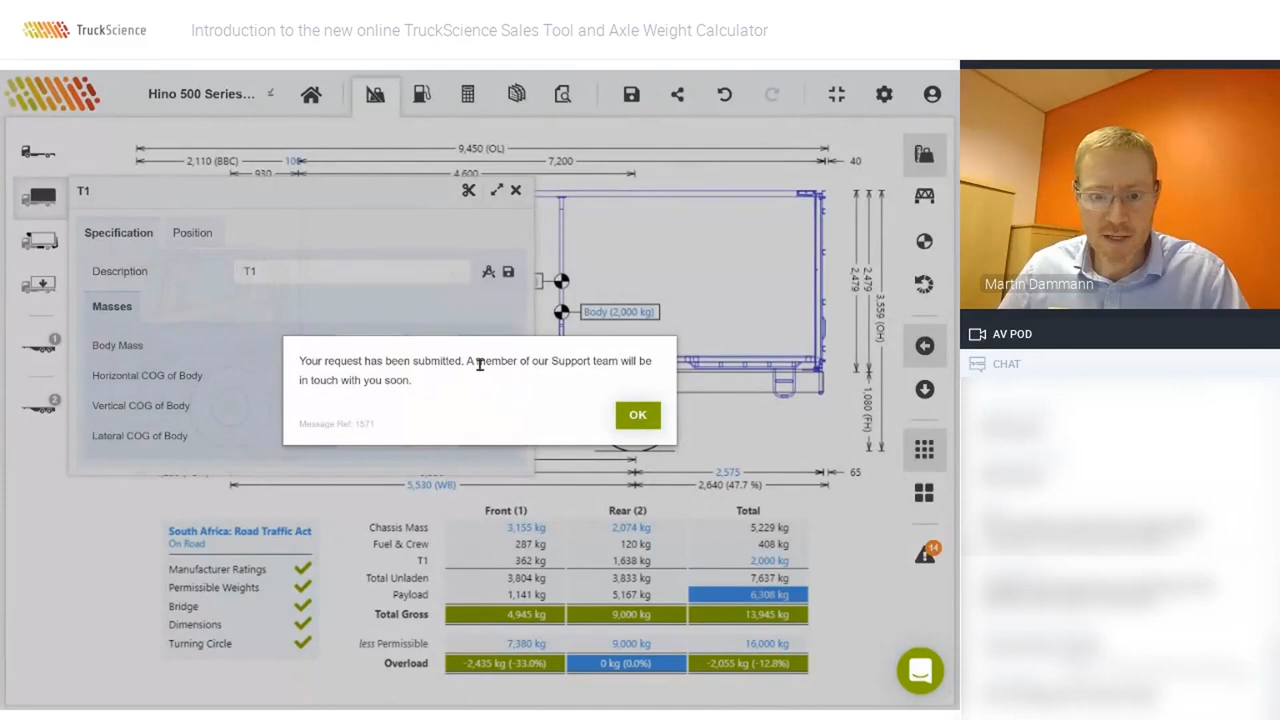 TruckScience
Introduction to the new online TruckScience Sales Tool and Axle Weight Calculator
Hino 500 Series...
9,450 (OL)
2,110 (BBC)
100
7,200
40
930
4,600
T1
Specification
Position
Description
T1
Masses
Body Mass
Horizontal COG of Body
Vertical COG of Body
Lateral COG of Body
Body (2,000 kg)
2,479
2,479
3,559 (OH)
1,080 (FH)
Your request has been submitted. A member of our Support team will be
in touch with you soon.
Message Ref: 1571
OK
1
2
2,575
65
5,530 (WB)
2,640 (47.7 %)
South Africa: Road Traffic Act
On Road
Manufacturer Ratings
Permissible Weights
Bridge
Dimensions
Turning Circle
Front (1) Rear (2) Total
Chassis Mass 3,155 kg 2,074 kg 5,229 kg
Fuel & Crew 287 kg 120 kg 408 kg
T1 362 kg 1,638 kg 2,000 kg
Total Unladen 3,804 kg 3,833 kg 7,637 kg
Payload 1,141 kg 5,167 kg 6,308 kg
Total Gross 4,945 kg 9,000 kg 13,945 kg
less Permissible 7,380 kg 9,000 kg 16,000 kg
Overload -2,435 kg (-33.0%) 0 kg (0.0%) -2,055 kg (-12.8%)
14
Martin Dammann
AV POD
CHAT